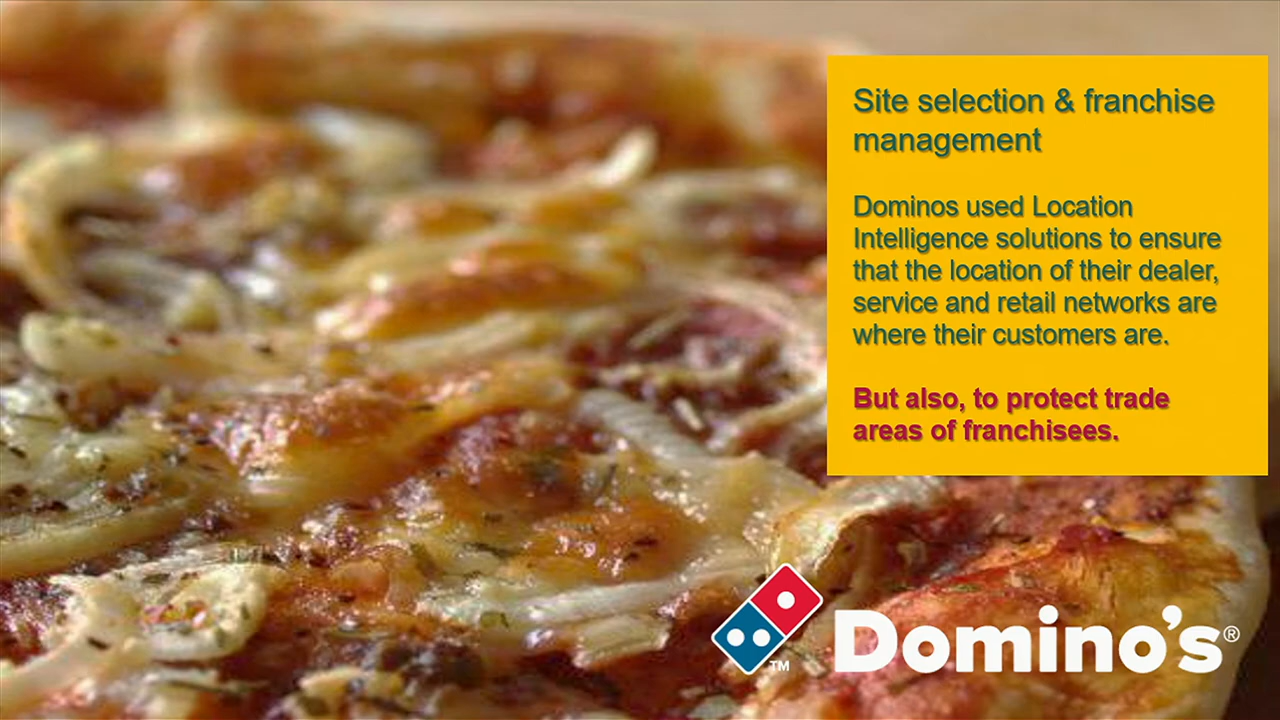 Site selection & franchise
management
Dominos used Location
Intelligence solutions to ensure
that the location of their dealer,
service and retail networks are
where their customers are.
But also, to protect trade
areas of franchisees.
TM
Domino's®